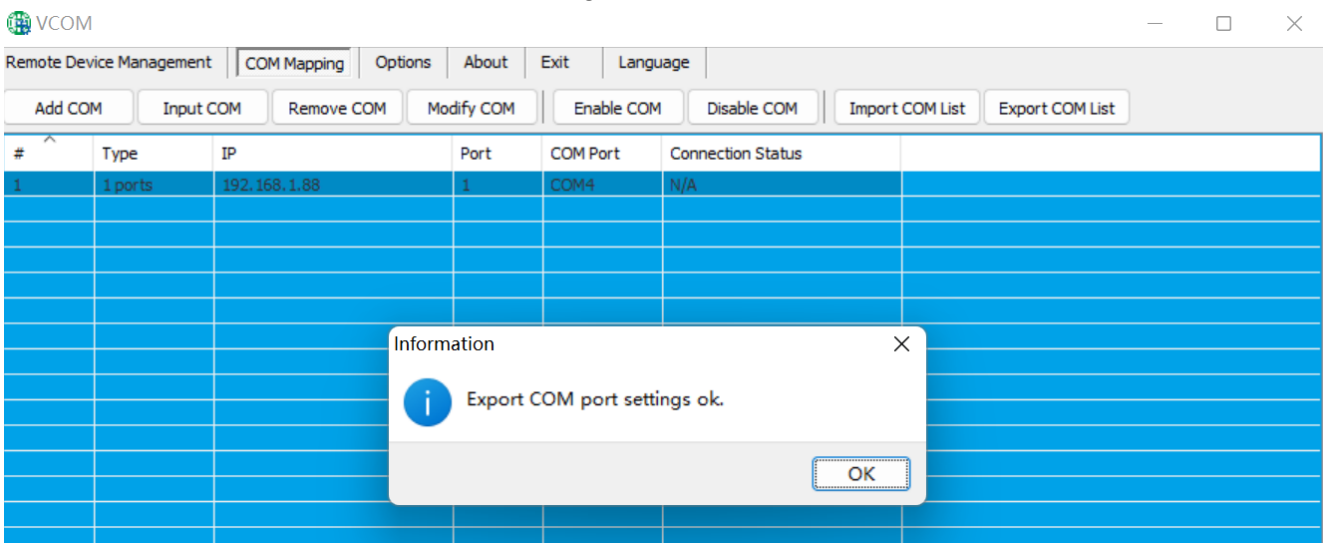 VCOM
Remote Device Management COM Mapping Options About Exit Language
Add COM Input COM Remove COM Modify COM Enable COM Disable COM Import COM List Export COM List
# Type IP Port COM Port Connection Status
1 1 ports 192.168.1.88 1 COM4 N/A
Information
Export COM port settings ok.
OK